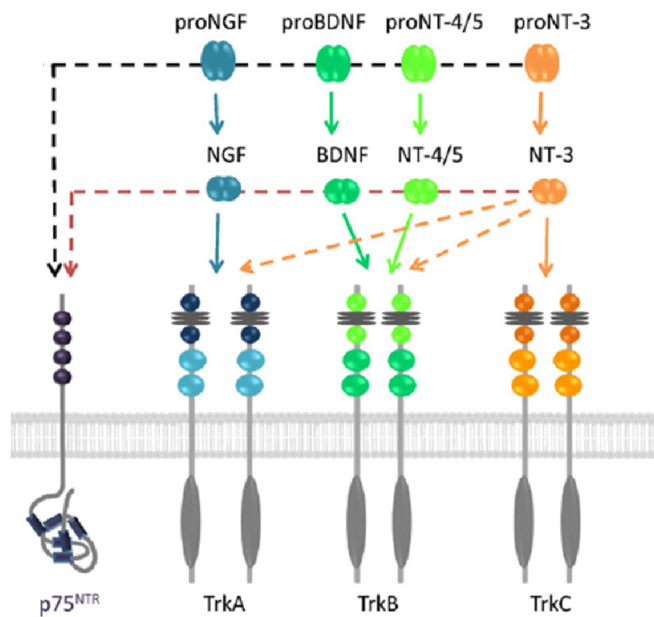 proNGF proBDNF proNT-4/5 proNT-3
NGF BDNF NT-4/5 NT-3
p75NTR TrkA TrkB TrkC